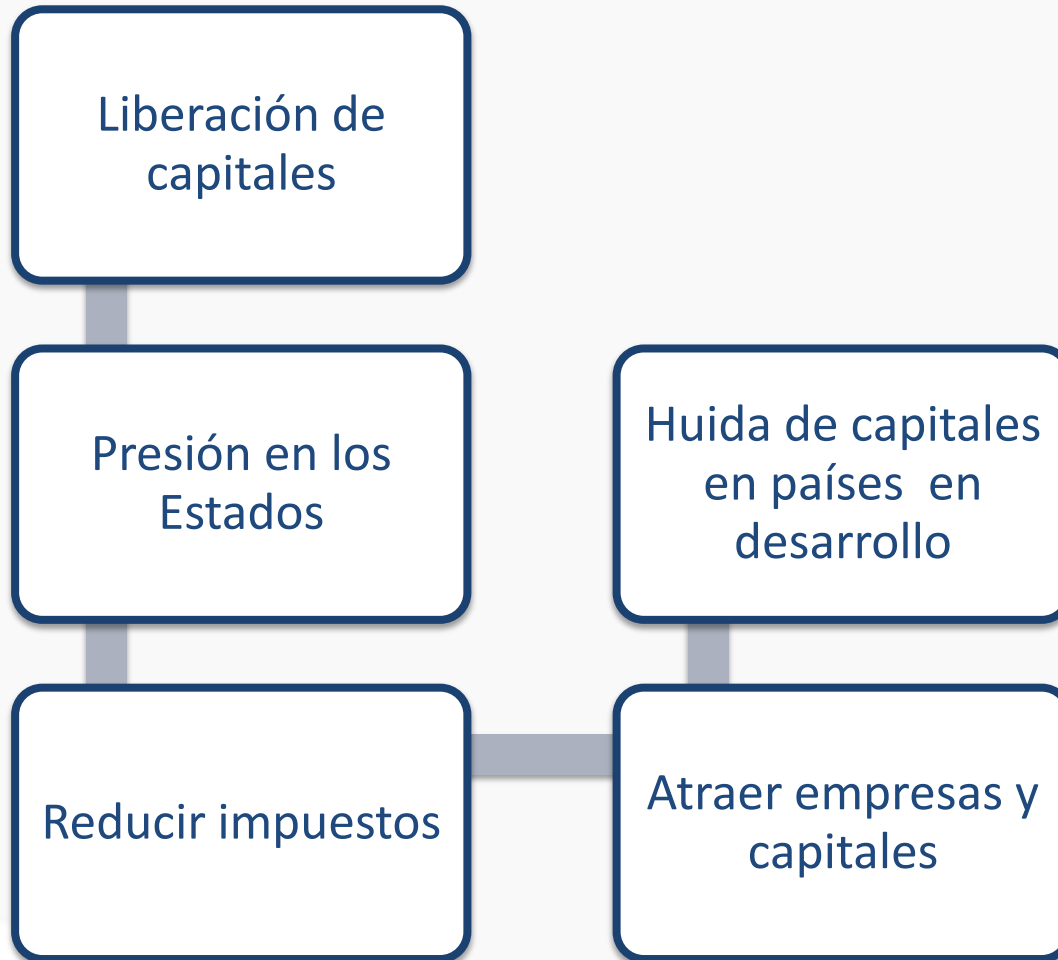 Liberación de
capitales
Presión en los
Estados
Reducir impuestos
Atraer empresas y
capitales
Huida de capitales
en países  en
desarrollo